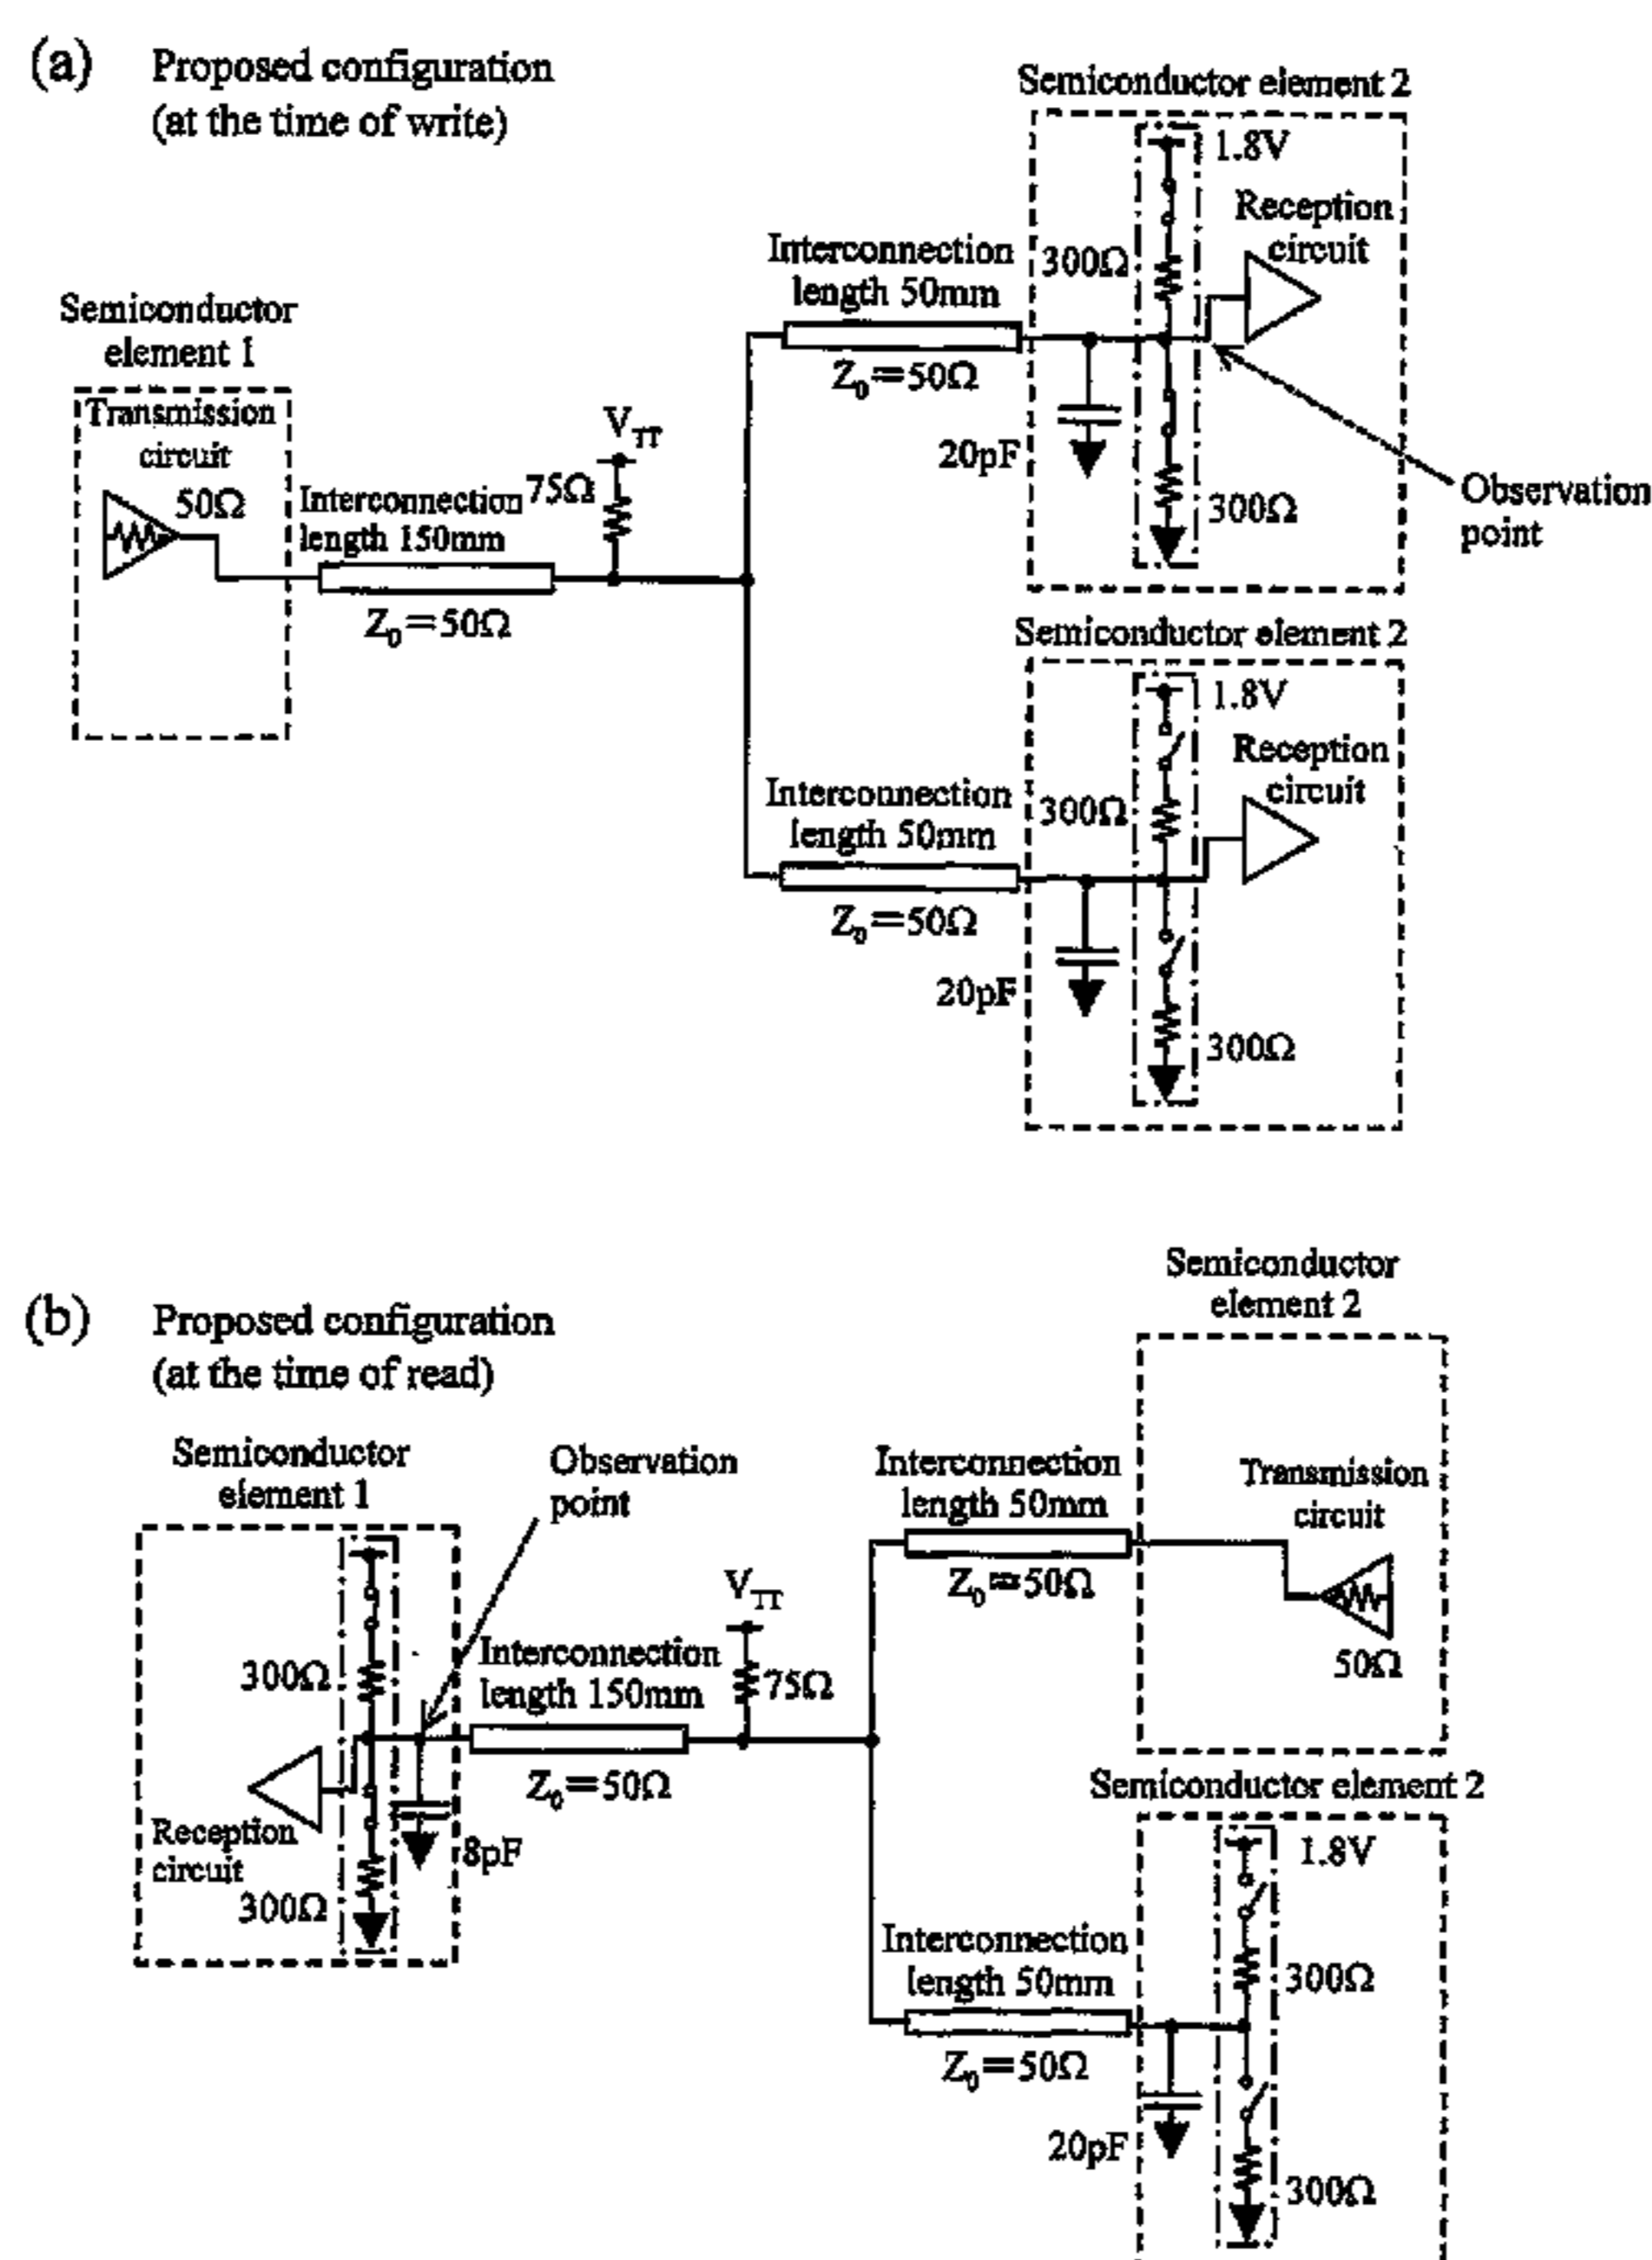 (a) Proposed configuration
(at the time of write)
Semiconductor element 2
1.8V
Reception
circuit
Interconnection
length 50mm
300Ω
Z0=50Ω
20pF
300Ω
Observation
point
Semiconductor
element 1
Transmission
circuit
50Ω
Interconnection
length 150mm
Z0=50Ω
VTT
75Ω
Semiconductor element 2
1.8V
Reception
circuit
Interconnection
length 50mm
300Ω
Z0=50Ω
20pF
300Ω
(b) Proposed configuration
(at the time of read)
Semiconductor
element 2
Semiconductor
element 1
Observation
point
Interconnection
length 50mm
Z0=50Ω
Transmission
circuit
50Ω
300Ω
Interconnection
length 150mm
Z0=50Ω
VTT
75Ω
Reception
circuit
8pF
300Ω
Semiconductor element 2
1.8V
Interconnection
length 50mm
300Ω
Z0=50Ω
20pF
300Ω